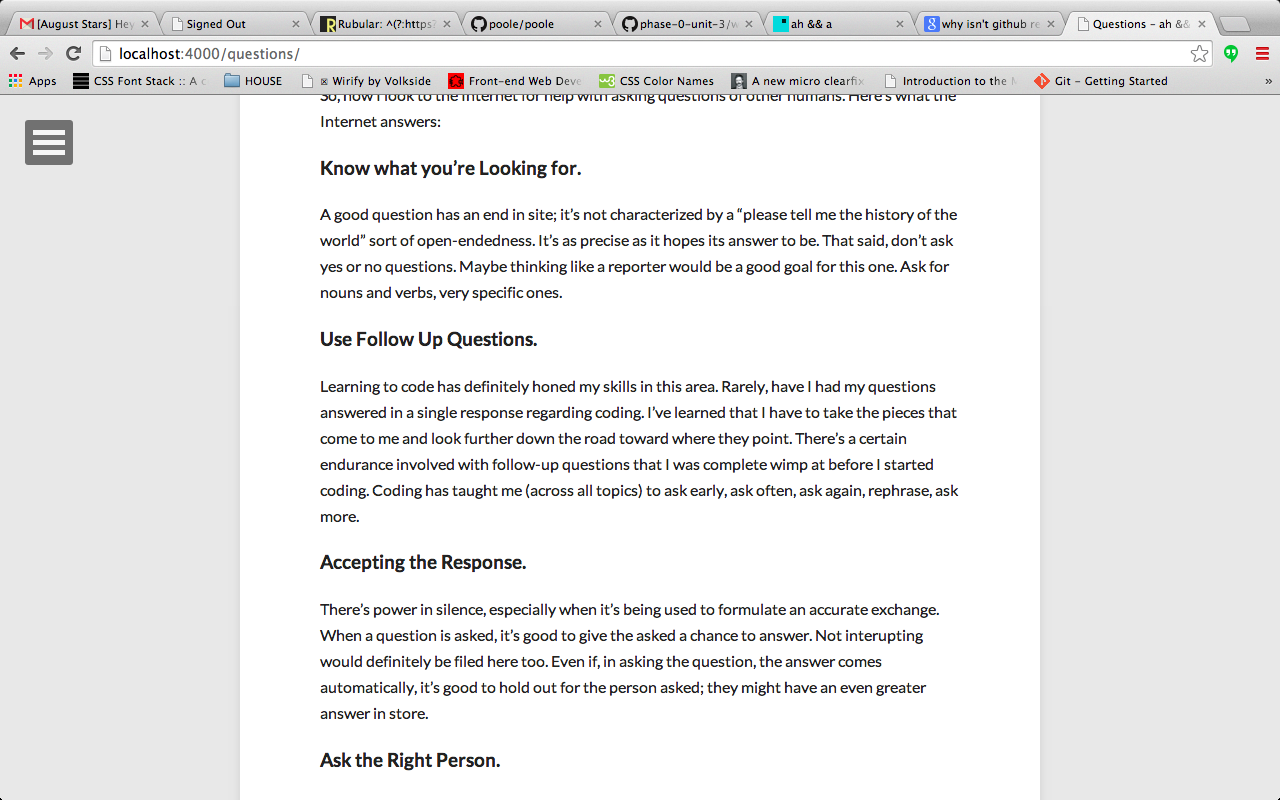 [August Stars] Hey
Signed Out
Rubular: ^(?:https?
poole/poole
phase-0-unit-3/w
ah && a
why isn't github re
Questions – ah &&
localhost:4000/questions/
Apps
CSS Font Stack :: A c
HOUSE
Wirify by Volkside
Front-end Web Deve
CSS Color Names
A new micro clearfix
Introduction to the M
Git – Getting Started
»
So, now I look to the Internet for help with asking questions of other humans. Here's what the
Internet answers:
Know what you're Looking for.
A good question has an end in site; it's not characterized by a “please tell me the history of the
world” sort of open-endedness. It's as precise as it hopes its answer to be. That said, don't ask
yes or no questions. Maybe thinking like a reporter would be a good goal for this one. Ask for
nouns and verbs, very specific ones.
Use Follow Up Questions.
Learning to code has definitely honed my skills in this area. Rarely, have I had my questions
answered in a single response regarding coding. I've learned that I have to take the pieces that
come to me and look further down the road toward where they point. There's a certain
endurance involved with follow-up questions that I was complete wimp at before I started
coding. Coding has taught me (across all topics) to ask early, ask often, ask again, rephrase, ask
more.
Accepting the Response.
There's power in silence, especially when it's being used to formulate an accurate exchange.
When a question is asked, it's good to give the asked a chance to answer. Not interupting
would definitely be filed here too. Even if, in asking the question, the answer comes
automatically, it's good to hold out for the person asked; they might have an even greater
answer in store.
Ask the Right Person.